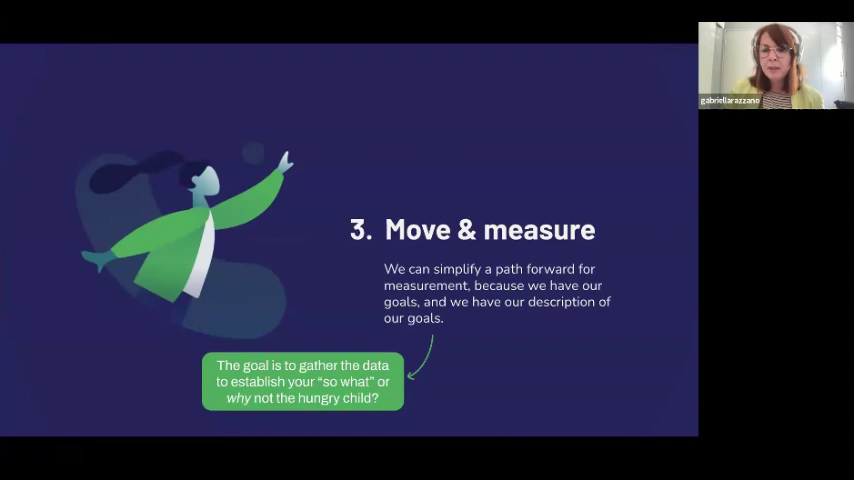 gabriellarazzano
3. Move & measure
We can simplify a path forward for
measurement, because we have our
goals, and we have our description of
our goals.
The goal is to gather the data
to establish your “so what” or
why not the hungry child?